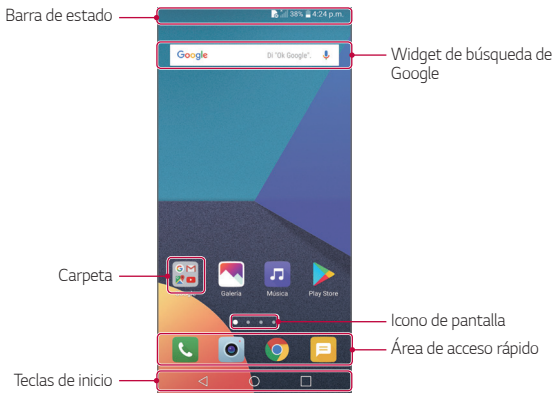 Barra de estado
38% 4:24 p.m.
Google
Di "Ok Google".
Widget de búsqueda de
Google
Carpeta
Galería
Música
Play Store
Icono de pantalla
Área de acceso rápido
Teclas de inicio